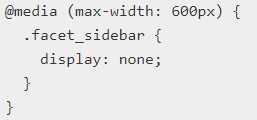 @media (max-width: 600px) {
  .facet_sidebar {
    display: none;
  }
}